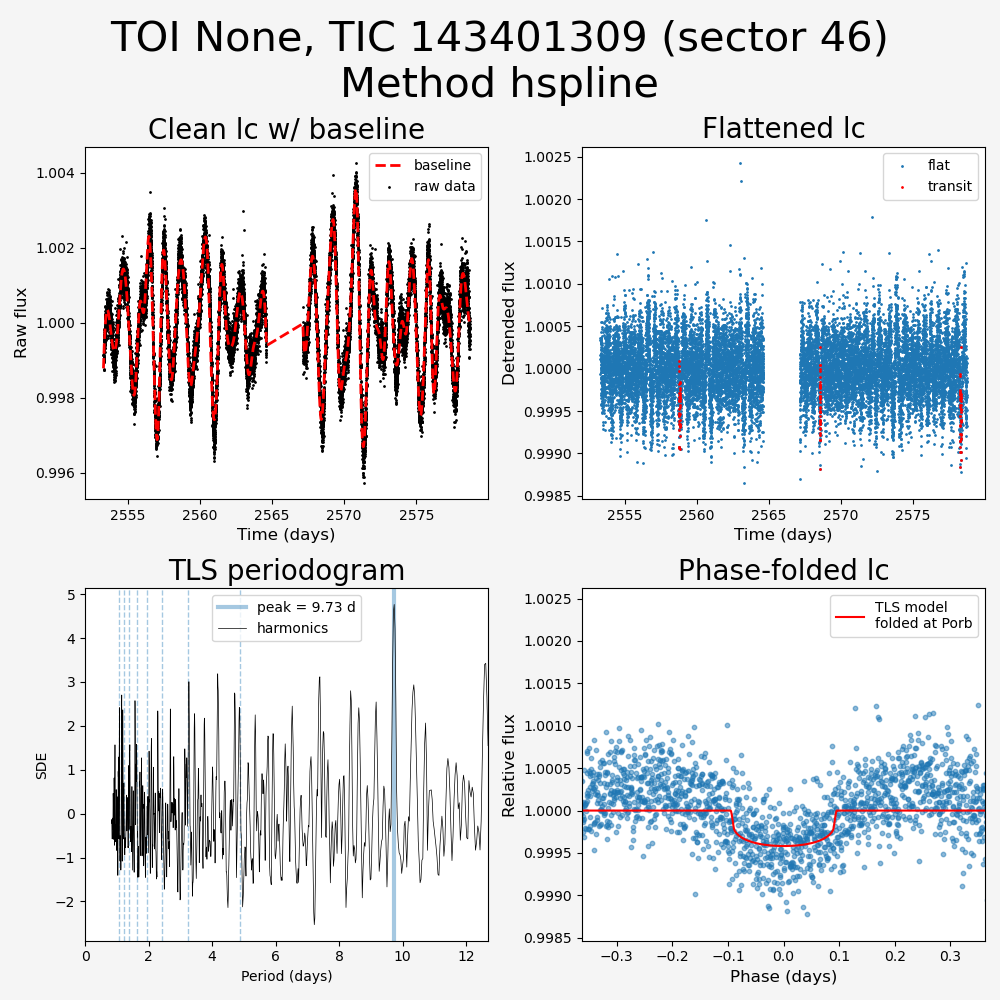 TOI None, TIC 143401309 (sector 46)
Method hspline
Clean lc w/ baseline
baseline
raw data
1.004
1.002
1.000
0.998
0.996
Raw flux
2555
2560
2565
2570
2575
Time (days)
Flattened lc
flat
transit
1.0025
1.0020
1.0015
1.0010
1.0005
1.0000
0.9995
0.9990
0.9985
Detrended flux
2555
2560
2565
2570
2575
Time (days)
TLS periodogram
peak = 9.73 d
harmonics
5
4
3
2
1
0
−1
−2
SDE
0
2
4
6
8
10
12
Period (days)
Phase-folded lc
TLS model
folded at Porb
1.0025
1.0020
1.0015
1.0010
1.0005
1.0000
0.9995
0.9990
0.9985
Relative flux
−0.3
−0.2
−0.1
0.0
0.1
0.2
0.3
Phase (days)